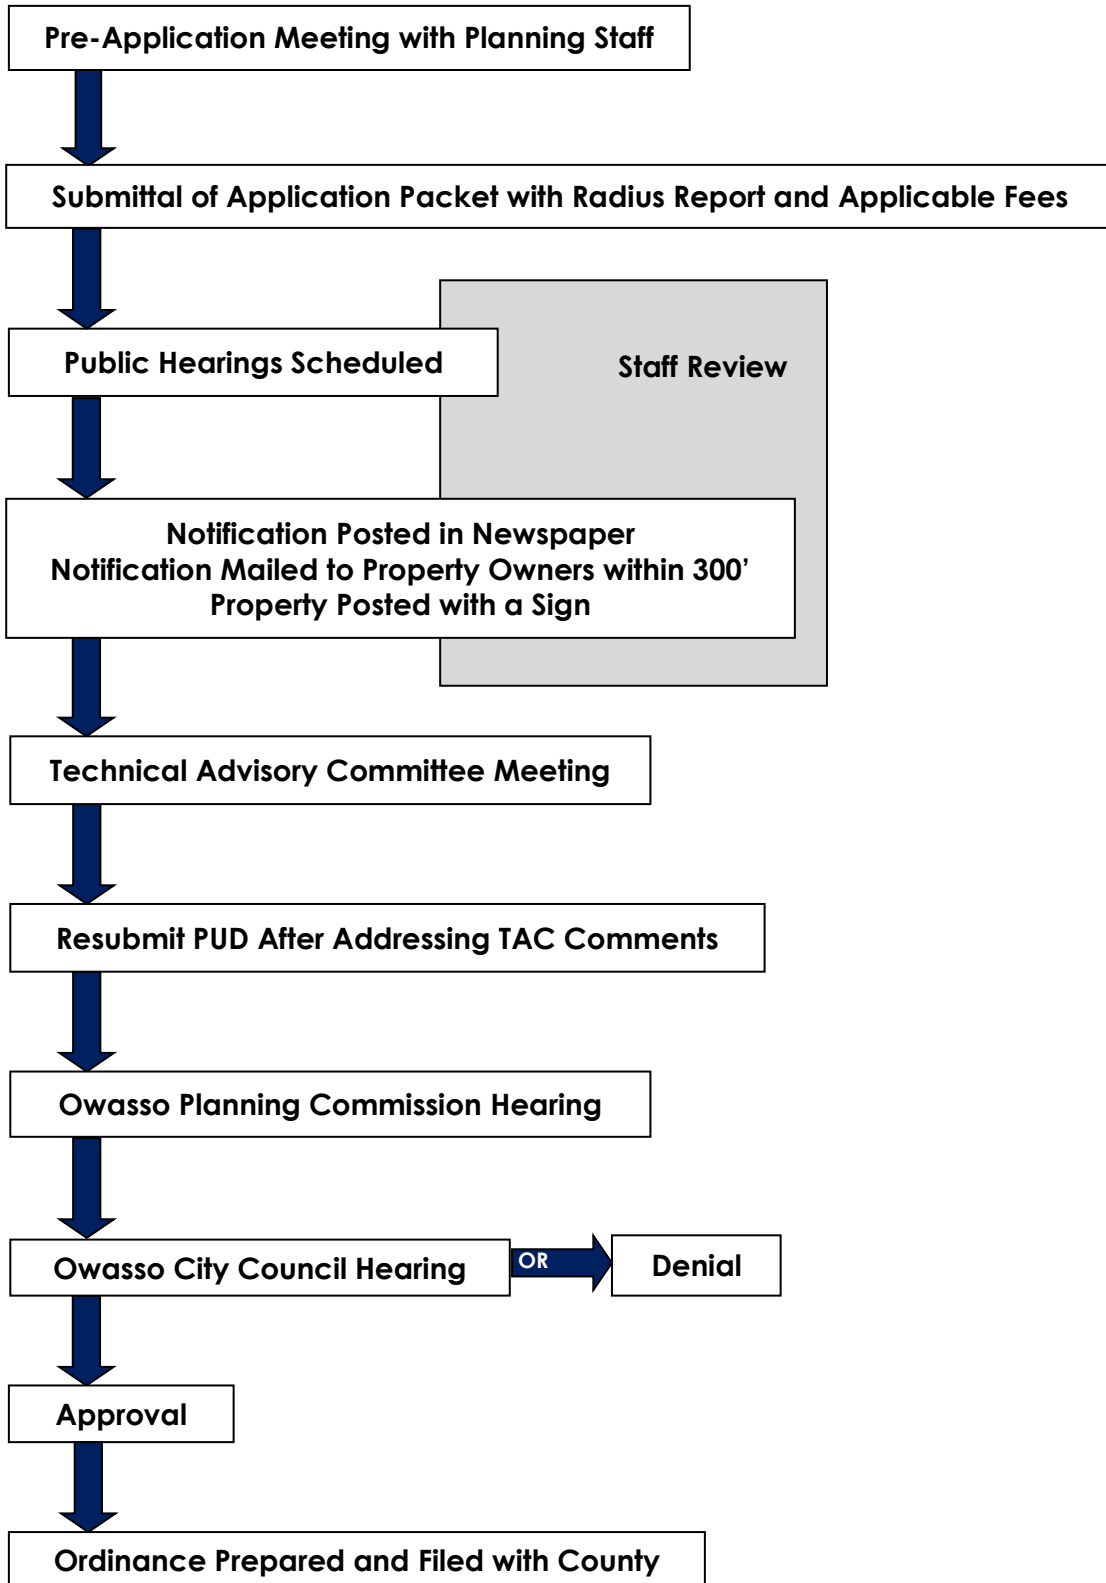 Pre-Application Meeting with Planning Staff
Submittal of Application Packet with Radius Report and Applicable Fees
Public Hearings Scheduled
Staff Review
Notification Posted in Newspaper
Notification Mailed to Property Owners within 300’
Property Posted with a Sign
Technical Advisory Committee Meeting
Resubmit PUD After Addressing TAC Comments
Owasso Planning Commission Hearing
Owasso City Council Hearing
OR
Denial
Approval
Ordinance Prepared and Filed with County